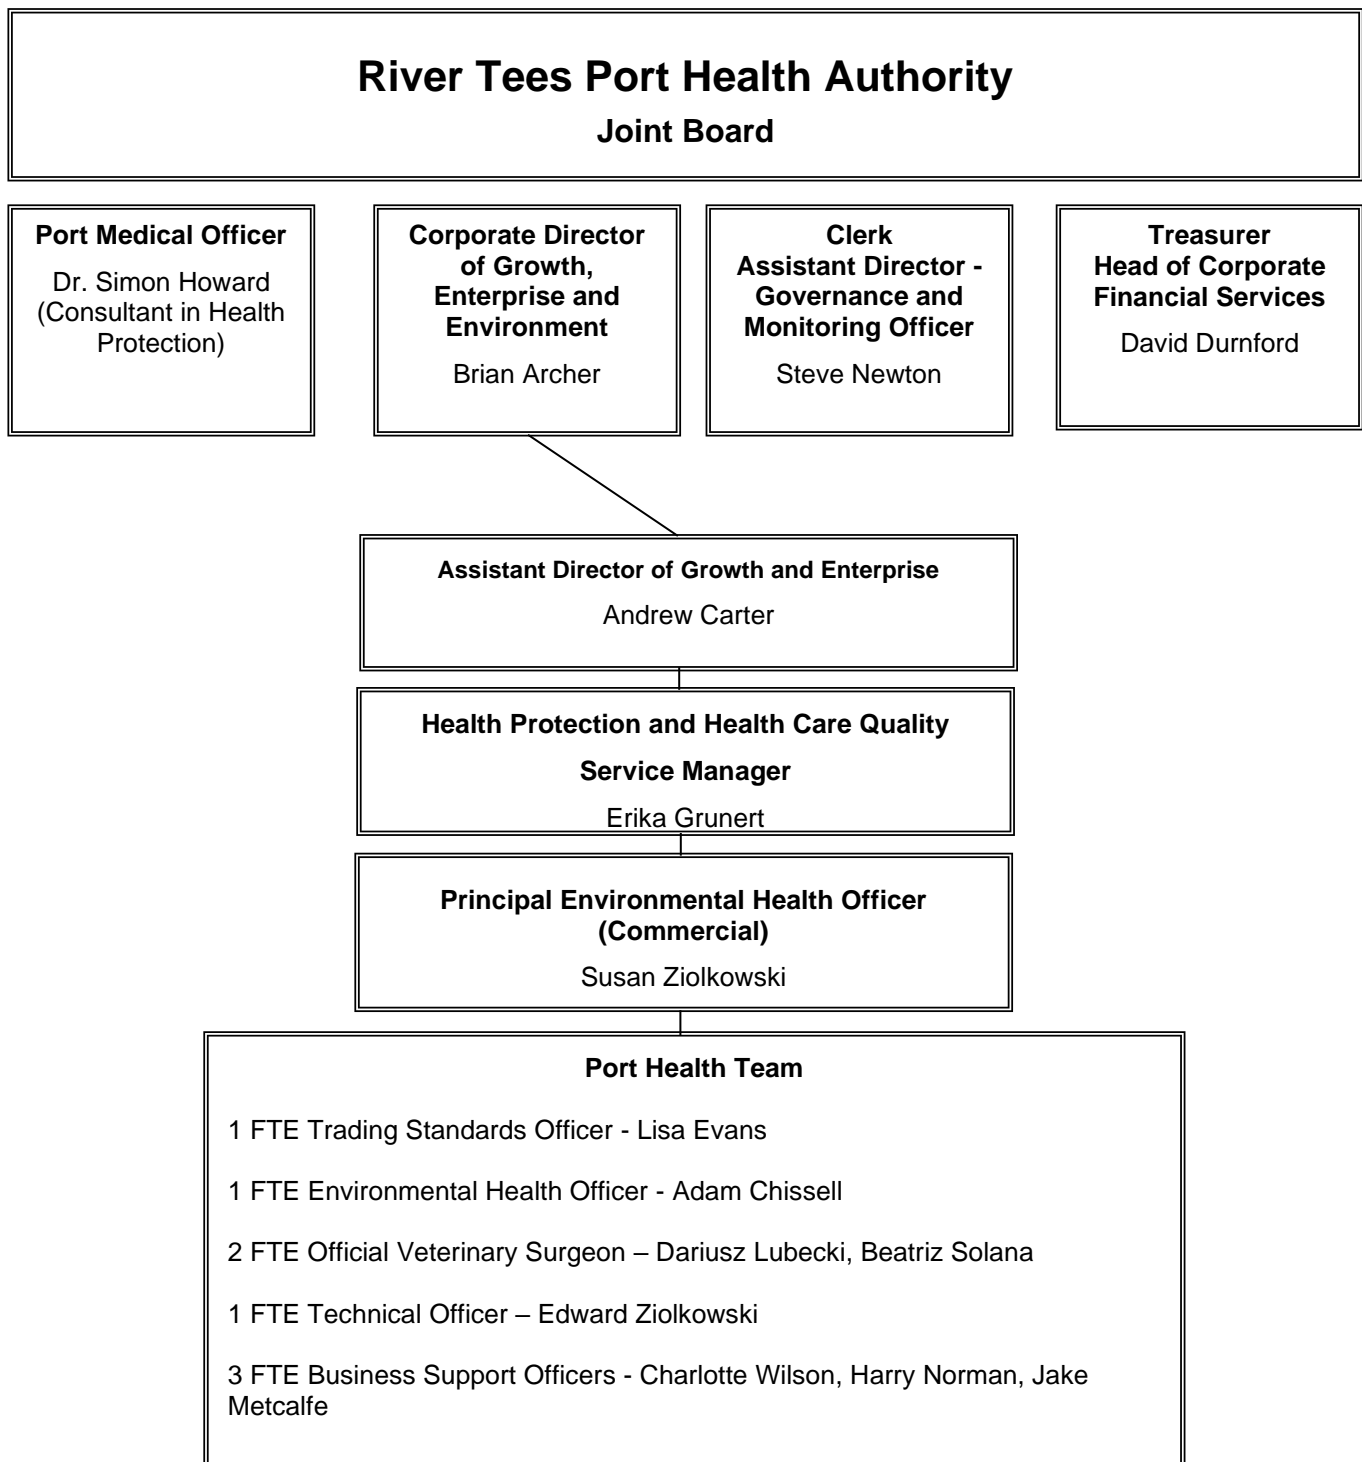 River Tees Port Health Authority
Joint Board
Port Medical Officer
Dr. Simon Howard
(Consultant in Health
Protection)
Corporate Director
of Growth,
Enterprise and
Environment
Brian Archer
Clerk
Assistant Director -
Governance and
Monitoring Officer
Steve Newton
Treasurer
Head of Corporate
Financial Services
David Durnford
Assistant Director of Growth and Enterprise
Andrew Carter
Health Protection and Health Care Quality
Service Manager
Erika Grunert
Principal Environmental Health Officer
(Commercial)
Susan Ziolkowski
Port Health Team
1 FTE Trading Standards Officer - Lisa Evans
1 FTE Environmental Health Officer - Adam Chissell
2 FTE Official Veterinary Surgeon – Dariusz Lubecki, Beatriz Solana
1 FTE Technical Officer – Edward Ziolkowski
3 FTE Business Support Officers - Charlotte Wilson, Harry Norman, Jake
Metcalfe